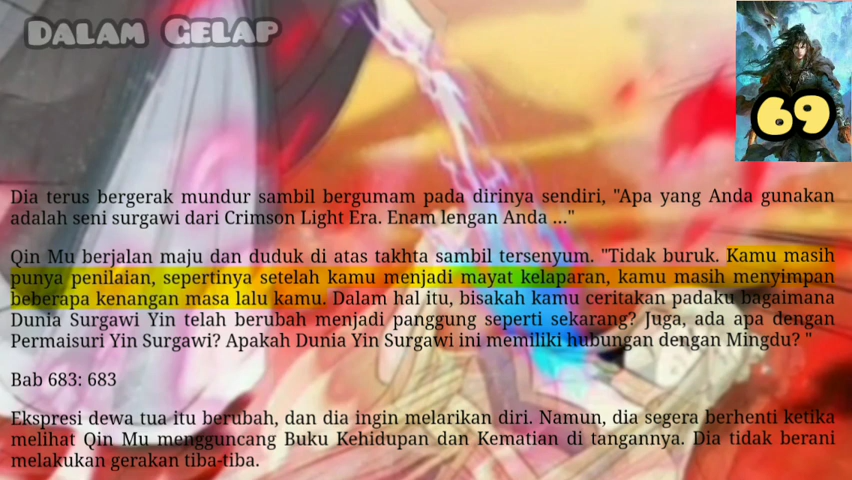 Dalam Gelap
69
Dia terus bergerak mundur sambil bergumam pada dirinya sendiri, "Apa yang Anda gunakan
adalah seni surgawi dari Crimson Light Era. Enam lengan Anda ..."
Qin Mu berjalan maju dan duduk di atas takhta sambil tersenyum. "Tidak buruk. Kamu masih
punya penilaian, sepertinya setelah kamu menjadi mayat kelaparan, kamu masih menyimpan
beberapa kenangan masa lalu kamu. Dalam hal itu, bisakah kamu ceritakan padaku bagaimana
Dunia Surgawi Yin telah berubah menjadi panggung seperti sekarang? Juga, ada apa dengan
Permaisuri Yin Surgawi? Apakah Dunia Yin Surgawi ini memiliki hubungan dengan Mingdu? "
Bab 683: 683
Ekspresi dewa tua itu berubah, dan dia ingin melarikan diri. Namun, dia segera berhenti ketika
melihat Qin Mu mengguncang Buku Kehidupan dan Kematian di tangannya. Dia tidak berani
melakukan gerakan tiba-tiba.